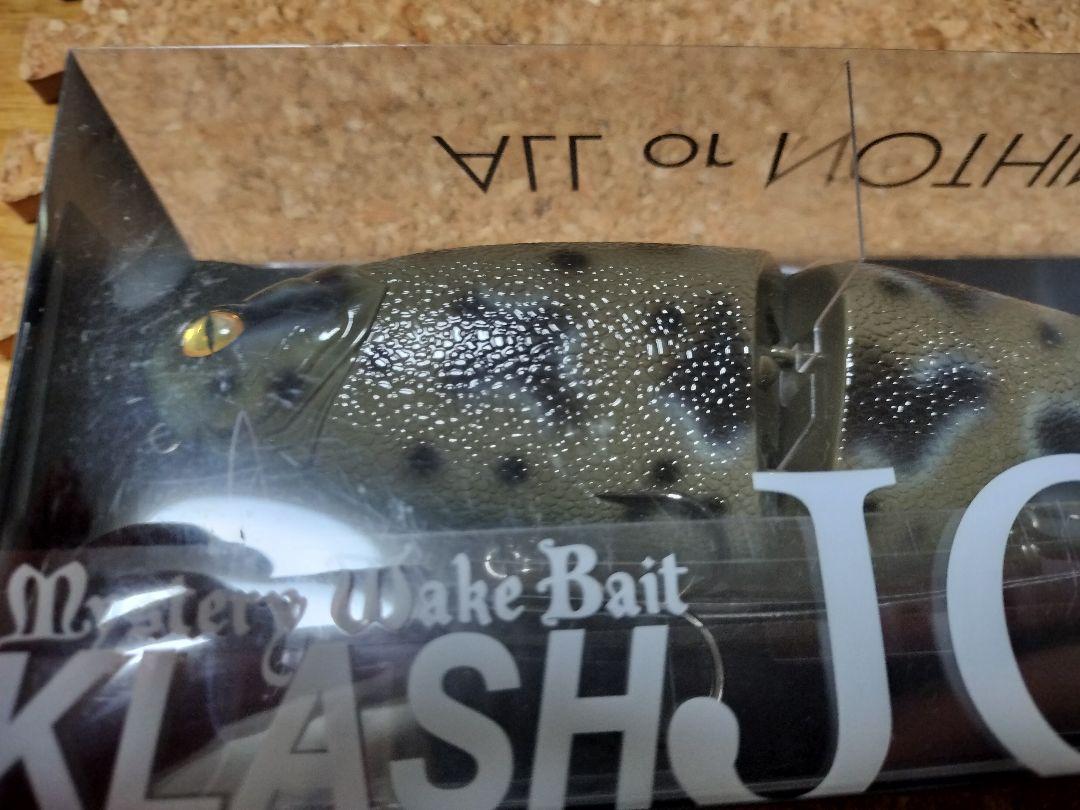 ALL or NOTHIN
Mystery Wake Bait
KLASH JO